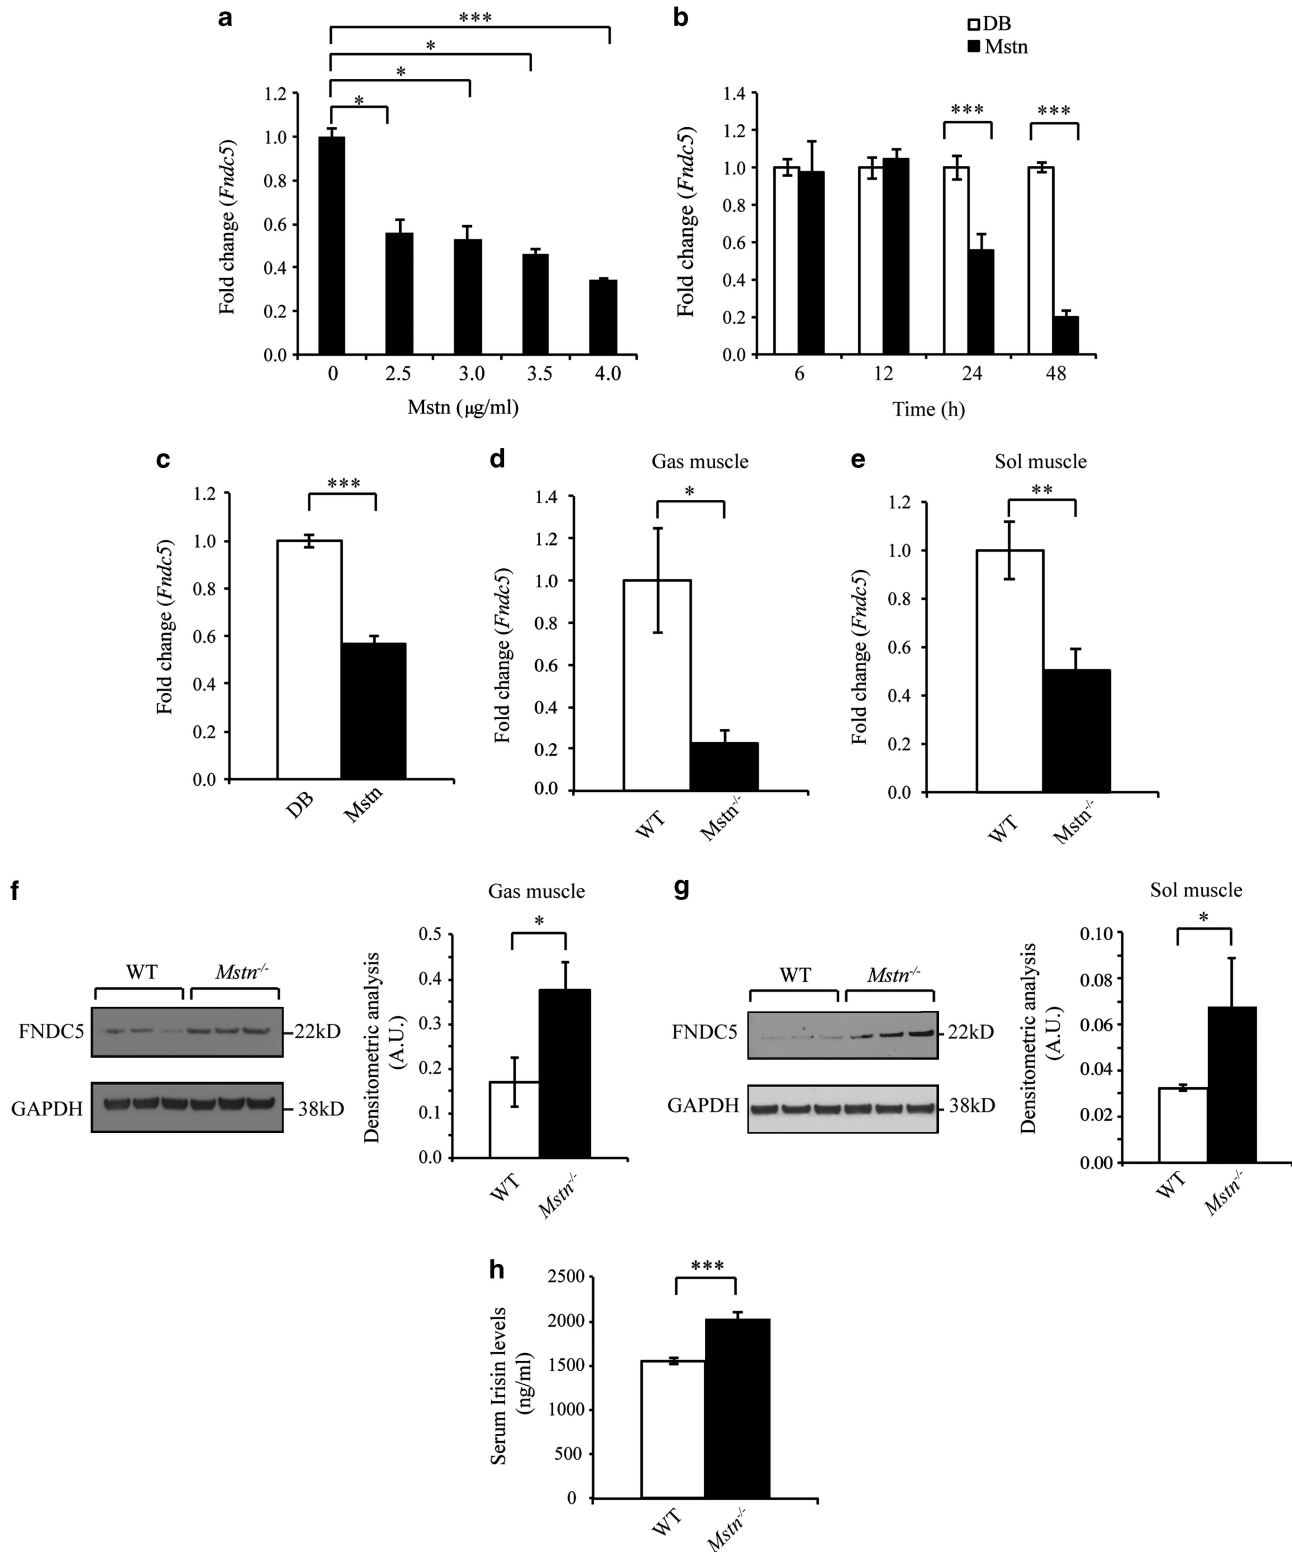 a
***
*
*
*
1.2
1.0
0.8
0.6
0.4
0.2
0.0
Fold change (Fndc5)
0 2.5 3.0 3.5 4.0
Mstn (µg/ml)
b
DB
Mstn
*** ***
1.4
1.2
1.0
0.8
0.6
0.4
0.2
0.0
Fold change (Fndc5)
6 12 24 48
Time (h)
c
***
1.2
1.0
0.8
0.6
0.4
0.2
0.0
Fold change (Fndc5)
DB Mstn
d
Gas muscle
*
1.4
1.2
1.0
0.8
0.6
0.4
0.2
0.0
Fold change (Fndc5)
WT Mstn-/-
e
Sol muscle
**
1.2
1.0
0.8
0.6
0.4
0.2
0.0
Fold change (Fndc5)
WT Mstn-/-
f
WT Mstn-/-
FNDC5 22kD
GAPDH 38kD
Gas muscle
*
0.5
0.4
0.3
0.2
0.1
0.0
Densitometric analysis
(A.U.)
WT Mstn-/-
g
WT Mstn-/-
FNDC5 22kD
GAPDH 38kD
Sol muscle
*
0.10
0.08
0.06
0.04
0.02
0.00
Densitometric analysis
(A.U.)
WT Mstn-/-
h
***
2500
2000
1500
1000
500
0
Serum Irisin levels
(ng/ml)
WT Mstn-/-